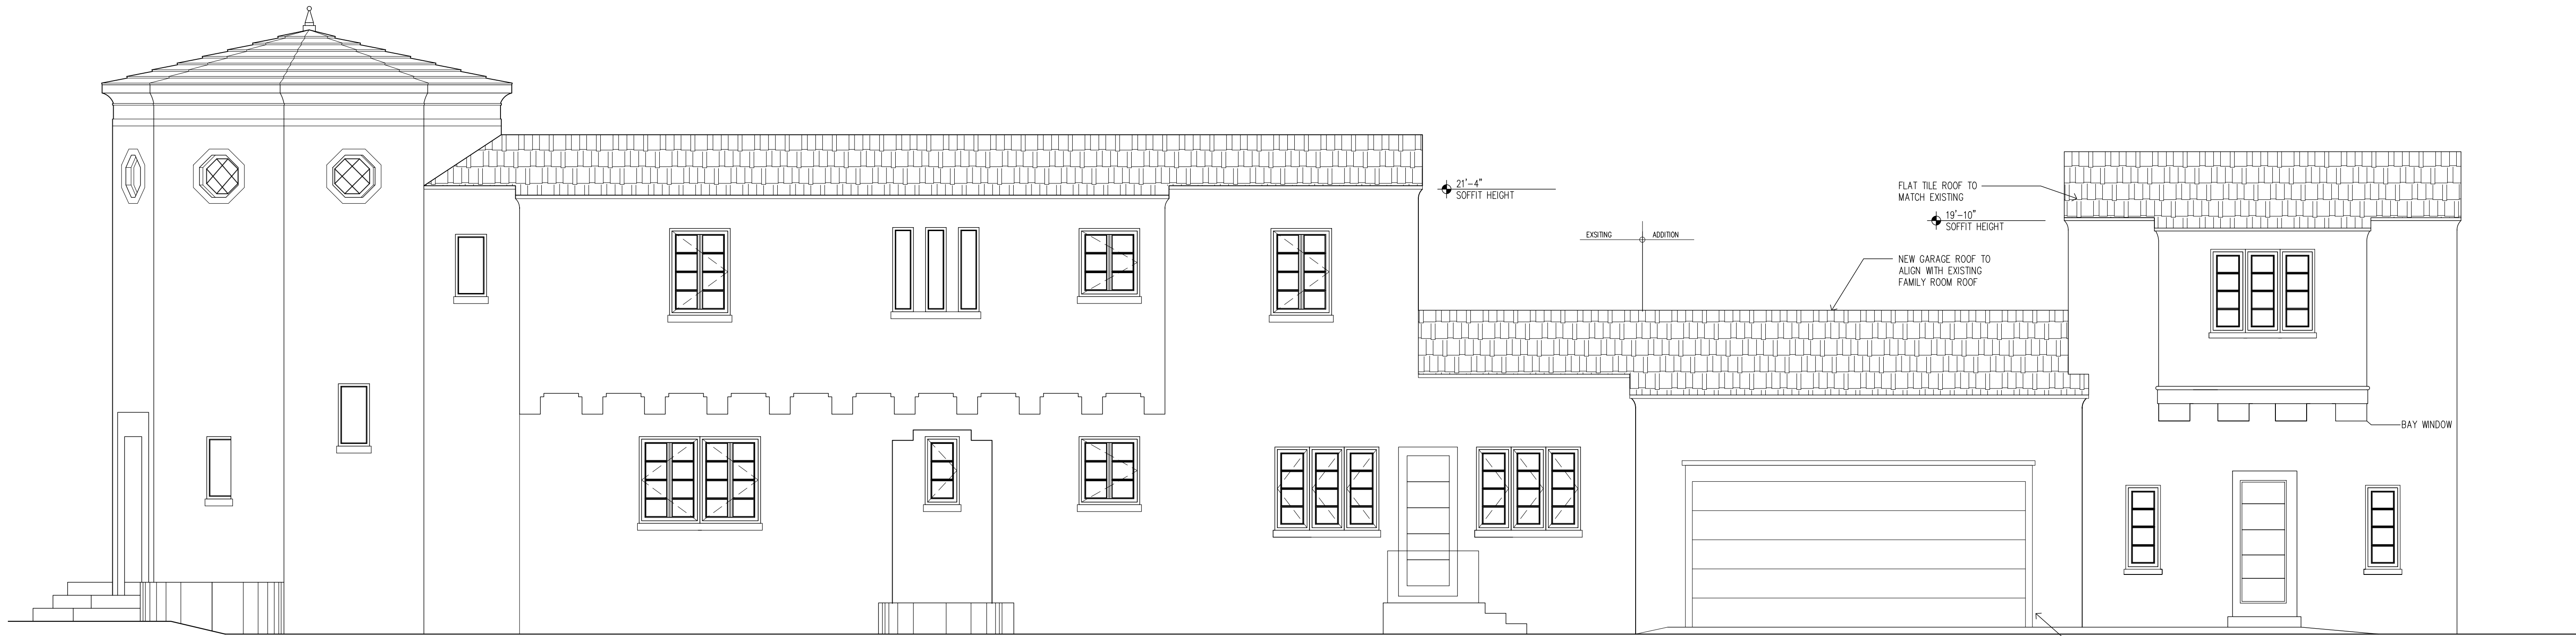 21'-4"
SOFFIT HEIGHT
EXSITING
ADDITION
FLAT TILE ROOF TO
MATCH EXISTING
19'-10"
SOFFIT HEIGHT
NEW GARAGE ROOF TO
ALIGN WITH EXISTING
FAMILY ROOM ROOF
BAY WINDOW